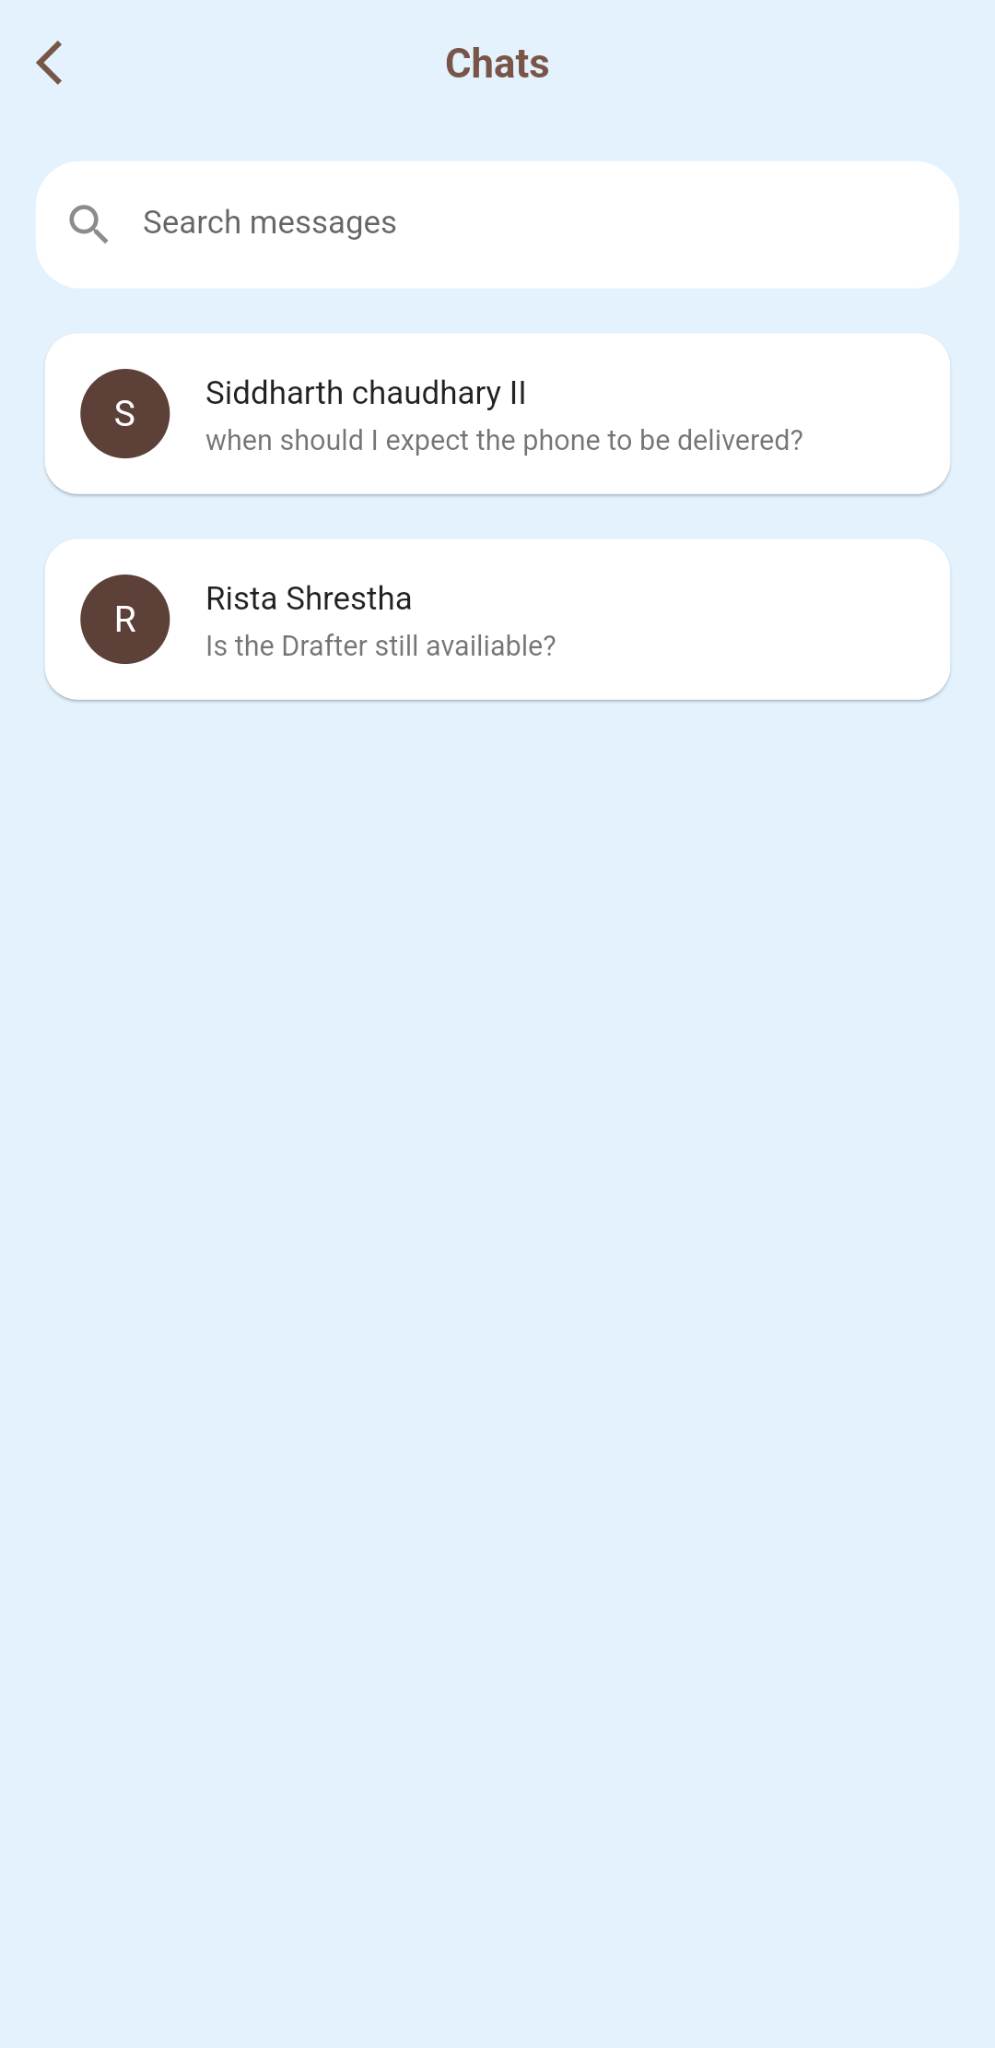 Chats
Search messages
S
Siddharth chaudhary II
when should I expect the phone to be delivered?
R
Rista Shrestha
Is the Drafter still availiable?